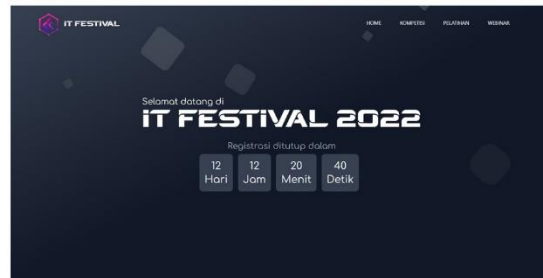 IT FESTIVAL
HOME KOMPETISI PELATIHAN WEBINAR
Selamat datang di
IT FESTIVAL 2022
Registrasi ditutup dalam
12 12 20 40
Hari Jam Menit Detik